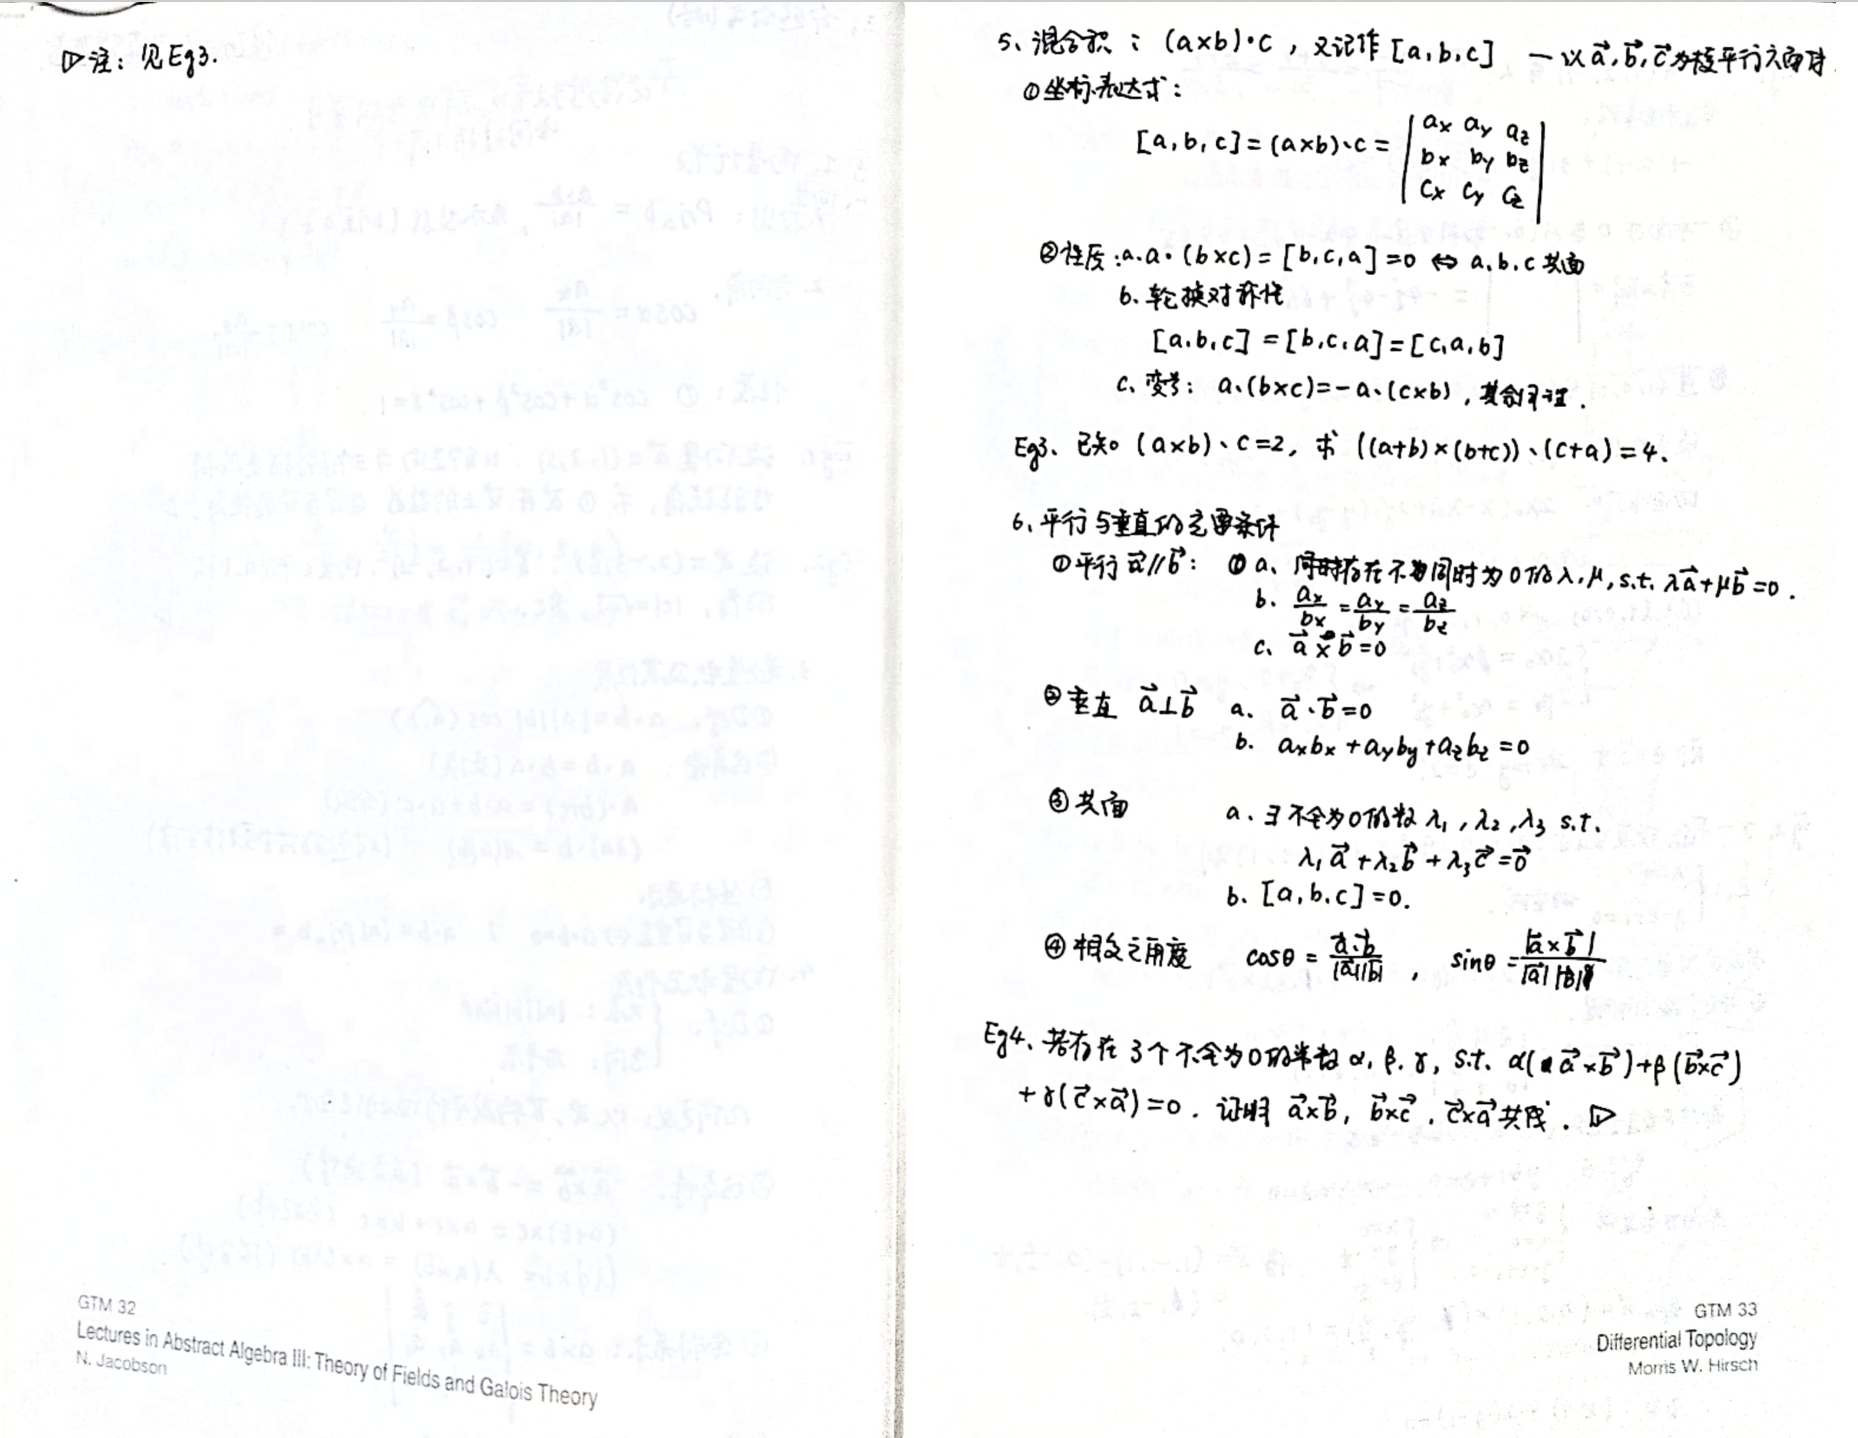 ▷注：见Eg3.
5、混合积：(a×b)·c，又记作[a,b,c] —以a⃗,b⃗,c⃗为棱平行六面体
①坐标表达式：
[a,b,c]=(a×b)·c= |ax ay az
bx by bz
cx cy cz|
②性质:a.a·(b×c)=[b,c,a]=0 ⇔ a,b,c共面
b.轮换对称性
[a,b,c]=[b,c,a]=[c,a,b]
c. 变号：a·(b×c)=-a·(c×b)，其余同理.
Eg3、已知 (a×b)·c=2，求 ((a+b)×(b+c))·(c+a)=4.
6、平行与垂直的充要条件
①平行 a⃗//b⃗： a、同时存在不同时为0的λ,μ, s.t. λa⃗+μb⃗=0.
b. ax/bx=ay/by=az/bz
c. a⃗×b⃗=0
②垂直 a⃗⊥b⃗ a. a⃗·b⃗=0
b. axbx+ayby+azbz=0
③共面 a.∃不全为0的数λ₁,λ₂,λ₃ s.t.
λ₁a⃗+λ₂b⃗+λ₃c⃗=0⃗
b.[a,b,c]=0.
④相交之角度 cosθ=a⃗·b⃗/|a⃗||b|, sinθ=|a⃗×b⃗|/|a⃗||b|
Eg4、若存在3个不全为0的实数α,β,γ, s.t. α(a⃗×b⃗)+β(b⃗×c⃗)
+γ(c⃗×a⃗)=0. 证明 a⃗×b⃗, b⃗×c⃗, c⃗×a⃗共线. ▷
GTM 32
Lectures in Abstract Algebra III: Theory of Fields and Galois Theory
N. Jacobson
GTM 33
Differential Topology
Morris W. Hirsch